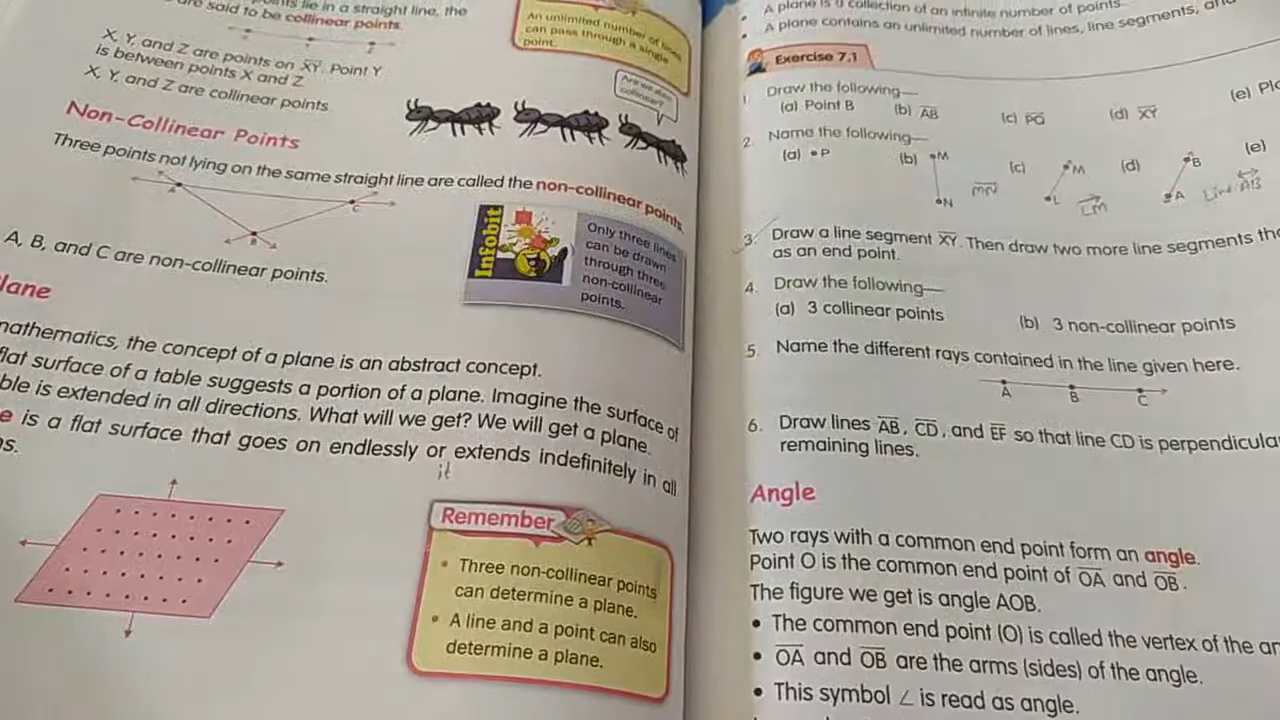 points lie in a straight line, the
are said to be collinear points.
X, Y, and Z are points on XY. Point Y
is between points X and Z
X, Y, and Z are collinear points
An unlimited number of lines
can pass through a single
point.
Are we also
collinear?
Non-Collinear Points
Three points not lying on the same straight line are called the non-collinear points.
A
C
B
A, B, and C are non-collinear points.
Infobit
Only three lines
can be drawn
through three
non-collinear
points.
lane
mathematics, the concept of a plane is an abstract concept.
flat surface of a table suggests a portion of a plane. Imagine the surface of
ble is extended in all directions. What will we get? We will get a plane.
e is a flat surface that goes on endlessly or extends indefinitely in all
it
Remember
• Three non-collinear points
can determine a plane.
• A line and a point can also
determine a plane.
• A plane is a collection of an infinite number of points
• A plane contains an unlimited number of lines, line segments, and
Exercise 7.1
1. Draw the following—
(a) Point B (b) AB (c) PQ (d) XY (e) Pl
2. Name the following—
(a) • P (b) M N MN (c) M L LM (d) B A Line AB (e)
3. Draw a line segment XY. Then draw two more line segments th
as an end point.
4. Draw the following—
(a) 3 collinear points (b) 3 non-collinear points
5. Name the different rays contained in the line given here.
A B C
6. Draw lines AB, CD, and EF so that line CD is perpendicula
remaining lines.
Angle
Two rays with a common end point form an angle.
Point O is the common end point of OA and OB.
The figure we get is angle AOB.
• The common end point (O) is called the vertex of the an
• OA and OB are the arms (sides) of the angle.
• This symbol ∠ is read as angle.